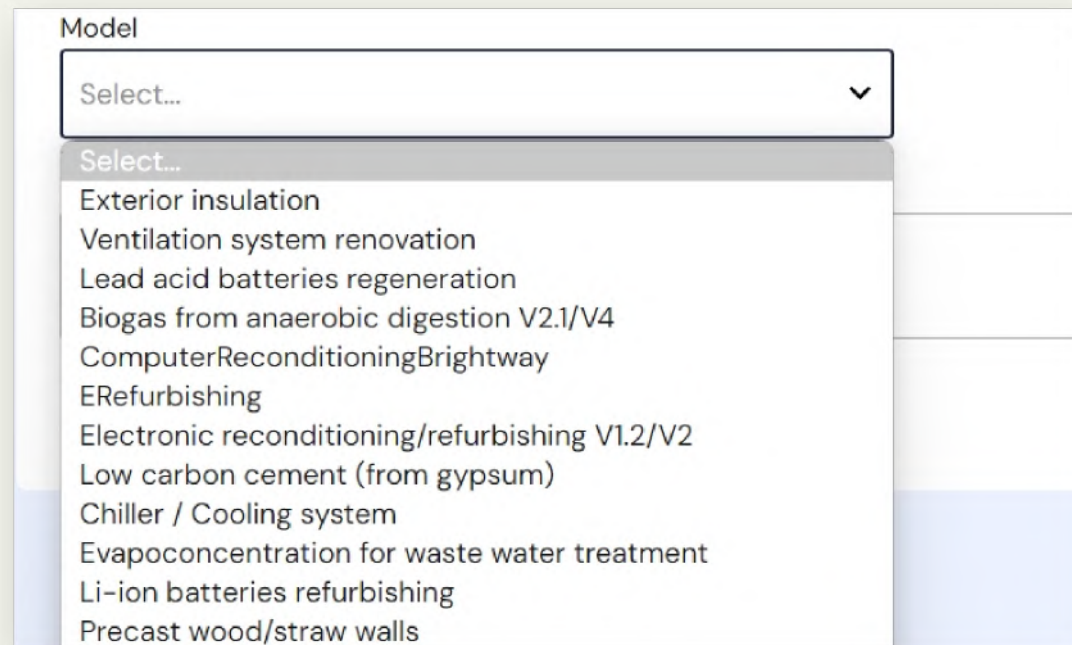 Model
Select...
Select...
Exterior insulation
Ventilation system renovation
Lead acid batteries regeneration
Biogas from anaerobic digestion V2.1/V4
ComputerReconditioningBrightway
ERefurbishing
Electronic reconditioning/refurbishing V1.2/V2
Low carbon cement (from gypsum)
Chiller / Cooling system
Evapoconcentration for waste water treatment
Li-ion batteries refurbishing
Precast wood/straw walls